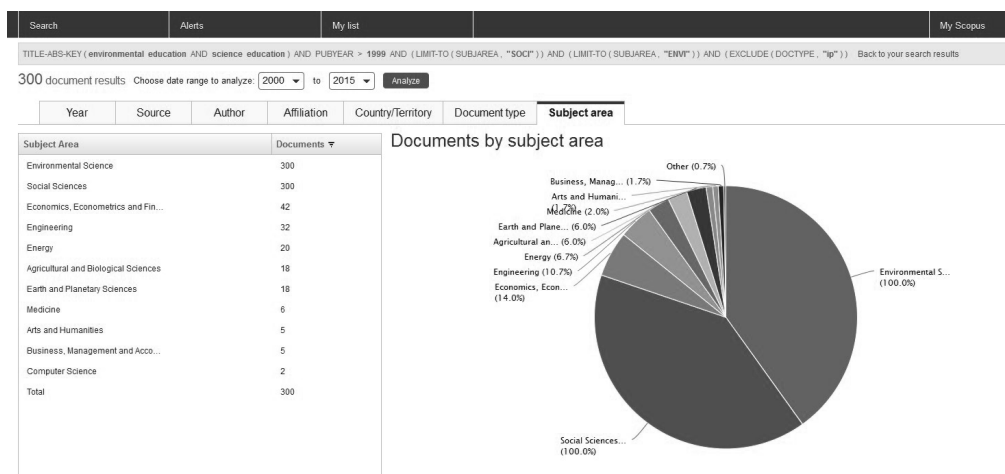 Search Alerts My list My Scopus
TITLE-ABS-KEY ( environmental education AND science education ) AND PUBYEAR > 1999 AND ( LIMIT-TO ( SUBJAREA , "SOCI" ) ) AND ( LIMIT-TO ( SUBJAREA , "ENVI" ) ) AND ( EXCLUDE ( DOCTYPE , "ip" ) ) Back to your search results
300 document results Choose date range to analyze: 2000 to 2015 Analyze
Year Source Author Affiliation Country/Territory Document type Subject area
Subject Area Documents
Environmental Science 300
Social Sciences 300
Economics, Econometrics and Fin... 42
Engineering 32
Energy 20
Agricultural and Biological Sciences 18
Earth and Planetary Sciences 18
Medicine 6
Arts and Humanities 5
Business, Management and Acco... 5
Computer Science 2
Total 300
Documents by subject area
Other (0.7%)
Business, Manag... (1.7%)
Arts and Humani...
(1.7%)
Medicine (2.0%)
Earth and Plane... (6.0%)
Agricultural an... (6.0%)
Energy (6.7%)
Engineering (10.7%)
Economics, Econ...
(14.0%)
Environmental S...
(100.0%)
Social Sciences...
(100.0%)